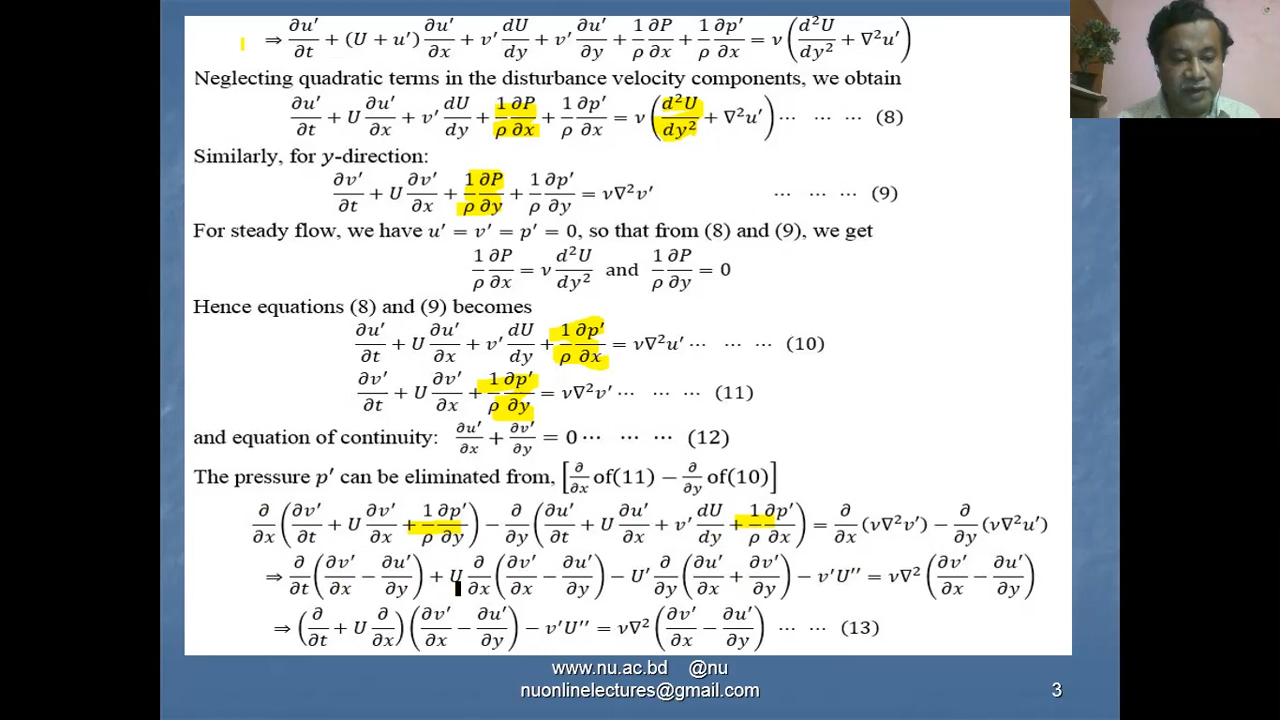 ⇒ ∂u′/∂t + (U + u′) ∂u′/∂x + v′ dU/dy + v′ ∂u′/∂y + 1/ρ ∂P/∂x + 1/ρ ∂p′/∂x = ν(d²U/dy² + ∇²u′)
Neglecting quadratic terms in the disturbance velocity components, we obtain
∂u′/∂t + U ∂u′/∂x + v′ dU/dy + 1/ρ ∂P/∂x + 1/ρ ∂p′/∂x = ν(d²U/dy² + ∇²u′) ⋯ ⋯ ⋯ (8)
Similarly, for y-direction:
∂v′/∂t + U ∂v′/∂x + 1/ρ ∂P/∂y + 1/ρ ∂p′/∂y = ν∇²v′ ⋯ ⋯ ⋯ (9)
For steady flow, we have u′ = v′ = p′ = 0, so that from (8) and (9), we get
1/ρ ∂P/∂x = ν d²U/dy² and 1/ρ ∂P/∂y = 0
Hence equations (8) and (9) becomes
∂u′/∂t + U ∂u′/∂x + v′ dU/dy + 1/ρ ∂p′/∂x = ν∇²u′ ⋯ ⋯ ⋯ (10)
∂v′/∂t + U ∂v′/∂x + 1/ρ ∂p′/∂y = ν∇²v′ ⋯ ⋯ ⋯ (11)
and equation of continuity: ∂u′/∂x + ∂v′/∂y = 0 ⋯ ⋯ ⋯ (12)
The pressure p′ can be eliminated from, [∂/∂x of(11) − ∂/∂y of(10)]
∂/∂x (∂v′/∂t + U ∂v′/∂x + 1/ρ ∂p′/∂y) − ∂/∂y (∂u′/∂t + U ∂u′/∂x + v′ dU/dy + 1/ρ ∂p′/∂x) = ∂/∂x (ν∇²v′) − ∂/∂y (ν∇²u′)
⇒ ∂/∂t (∂v′/∂x − ∂u′/∂y) + U ∂/∂x (∂v′/∂x − ∂u′/∂y) − U′ ∂/∂y (∂u′/∂x + ∂v′/∂y) − v′U′′ = ν∇² (∂v′/∂x − ∂u′/∂y)
⇒ (∂/∂t + U ∂/∂x) (∂v′/∂x − ∂u′/∂y) − v′U′′ = ν∇² (∂v′/∂x − ∂u′/∂y) ⋯ ⋯ (13)
www.nu.ac.bd @nu
nuonlinelectures@gmail.com
3